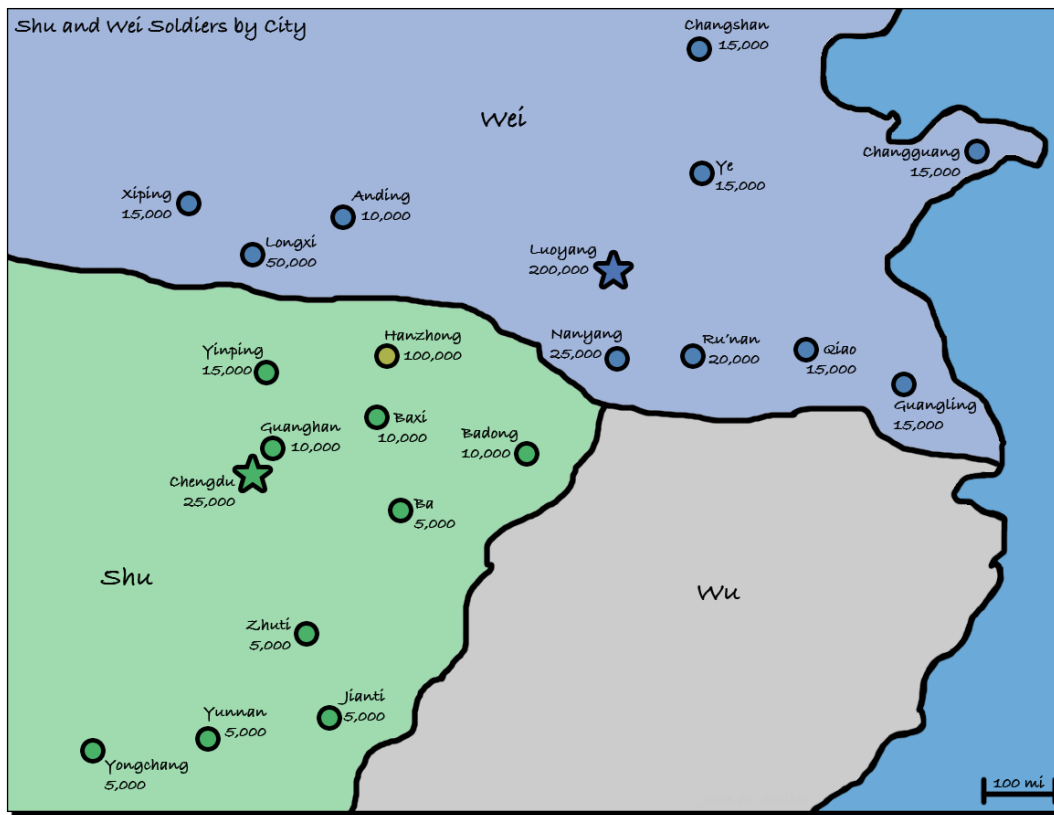 Shu and Wei Soldiers by City
Changshan
15,000
Wei
Changguang
15,000
Ye
15,000
Xiping
15,000
Anding
10,000
Longxi
50,000
Luoyang
200,000
Hanzhong
100,000
Yinping
15,000
Nanyang
25,000
Ru'nan
20,000
Qiao
15,000
Guangling
15,000
Guanghan
10,000
Baxi
10,000
Badong
10,000
Chengdu
25,000
Ba
5,000
Shu
Wu
Zhuti
5,000
Jianti
5,000
Yunnan
5,000
Yongchang
5,000
100 mi